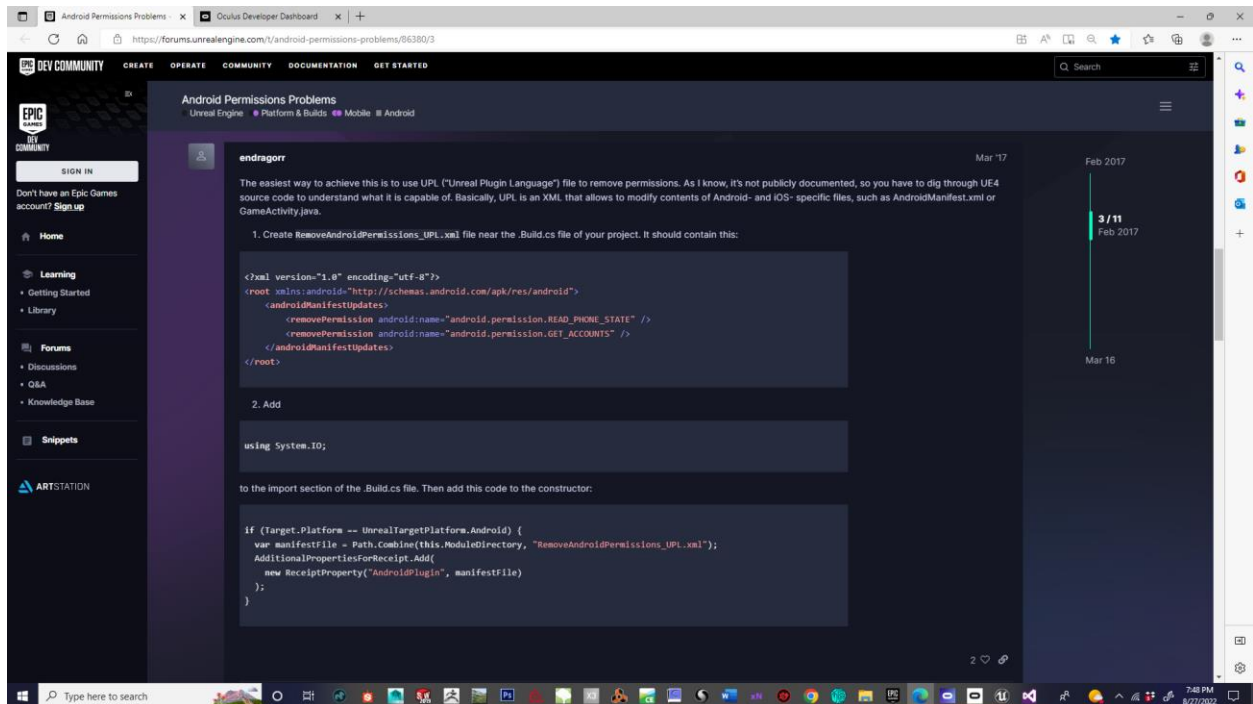 Android Permissions Problems -
Oculus Developer Dashboard
https://forums.unrealengine.com/t/android-permissions-problems/86380/3
EPIC GAMES DEV COMMUNITY CREATE OPERATE COMMUNITY DOCUMENTATION GET STARTED
Search
EPIC GAMES
DEV
COMMUNITY
SIGN IN
Don't have an Epic Games
account? Sign up
Home
Learning
• Getting Started
• Library
Forums
• Discussions
• Q&A
• Knowledge Base
Snippets
ARTSTATION
Android Permissions Problems
Unreal Engine Platform & Builds Mobile Android
endragorr Mar '17
The easiest way to achieve this is to use UPL ("Unreal Plugin Language") file to remove permissions. As I know, it's not publicly documented, so you have to dig through UE4
source code to understand what it is capable of. Basically, UPL is an XML that allows to modify contents of Android- and iOS- specific files, such as AndroidManifest.xml or
GameActivity.java.
1. Create RemoveAndroidPermissions_UPL.xml file near the .Build.cs file of your project. It should contain this:
<?xml version="1.0" encoding="utf-8"?>
<root xmlns:android="http://schemas.android.com/apk/res/android">
<androidManifestUpdates>
<removePermission android:name="android.permission.READ_PHONE_STATE" />
<removePermission android:name="android.permission.GET_ACCOUNTS" />
</androidManifestUpdates>
</root>
2. Add
using System.IO;
to the import section of the .Build.cs file. Then add this code to the constructor:
if (Target.Platform == UnrealTargetPlatform.Android) {
var manifestFile = Path.Combine(this.ModuleDirectory, "RemoveAndroidPermissions_UPL.xml");
AdditionalPropertiesForReceipt.Add(
new ReceiptProperty("AndroidPlugin", manifestFile)
);
}
2
Feb 2017
3 / 11
Feb 2017
Mar 16
Type here to search
7:48 PM
8/27/2022